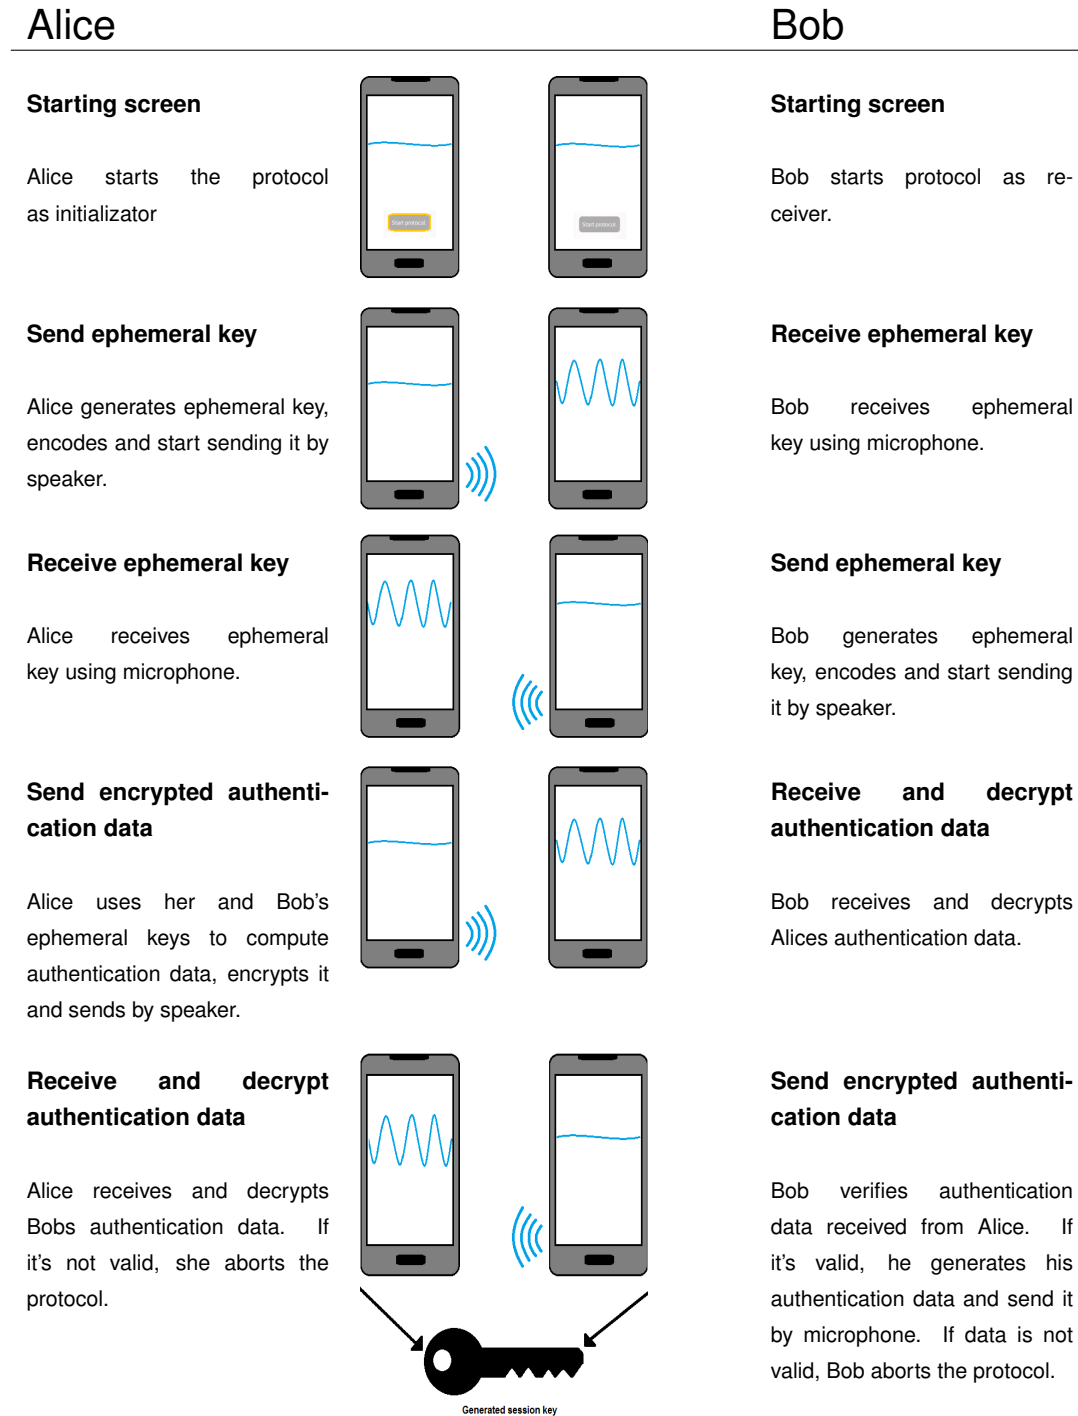 Alice
Bob
Starting screen
Alice starts the protocol
as initializator
Start protocol
Start protocol
Starting screen
Bob starts protocol as re-
ceiver.
Send ephemeral key
Alice generates ephemeral key,
encodes and start sending it by
speaker.
Receive ephemeral key
Bob receives ephemeral
key using microphone.
Receive ephemeral key
Alice receives ephemeral
key using microphone.
Send ephemeral key
Bob generates ephemeral
key, encodes and start sending
it by speaker.
Send encrypted authenti-
cation data
Alice uses her and Bob's
ephemeral keys to compute
authentication data, encrypts it
and sends by speaker.
Receive and decrypt
authentication data
Bob receives and decrypts
Alices authentication data.
Receive and decrypt
authentication data
Alice receives and decrypts
Bobs authentication data. If
it's not valid, she aborts the
protocol.
Send encrypted authenti-
cation data
Bob verifies authentication
data received from Alice. If
it's valid, he generates his
authentication data and send it
by microphone. If data is not
valid, Bob aborts the protocol.
Generated session key